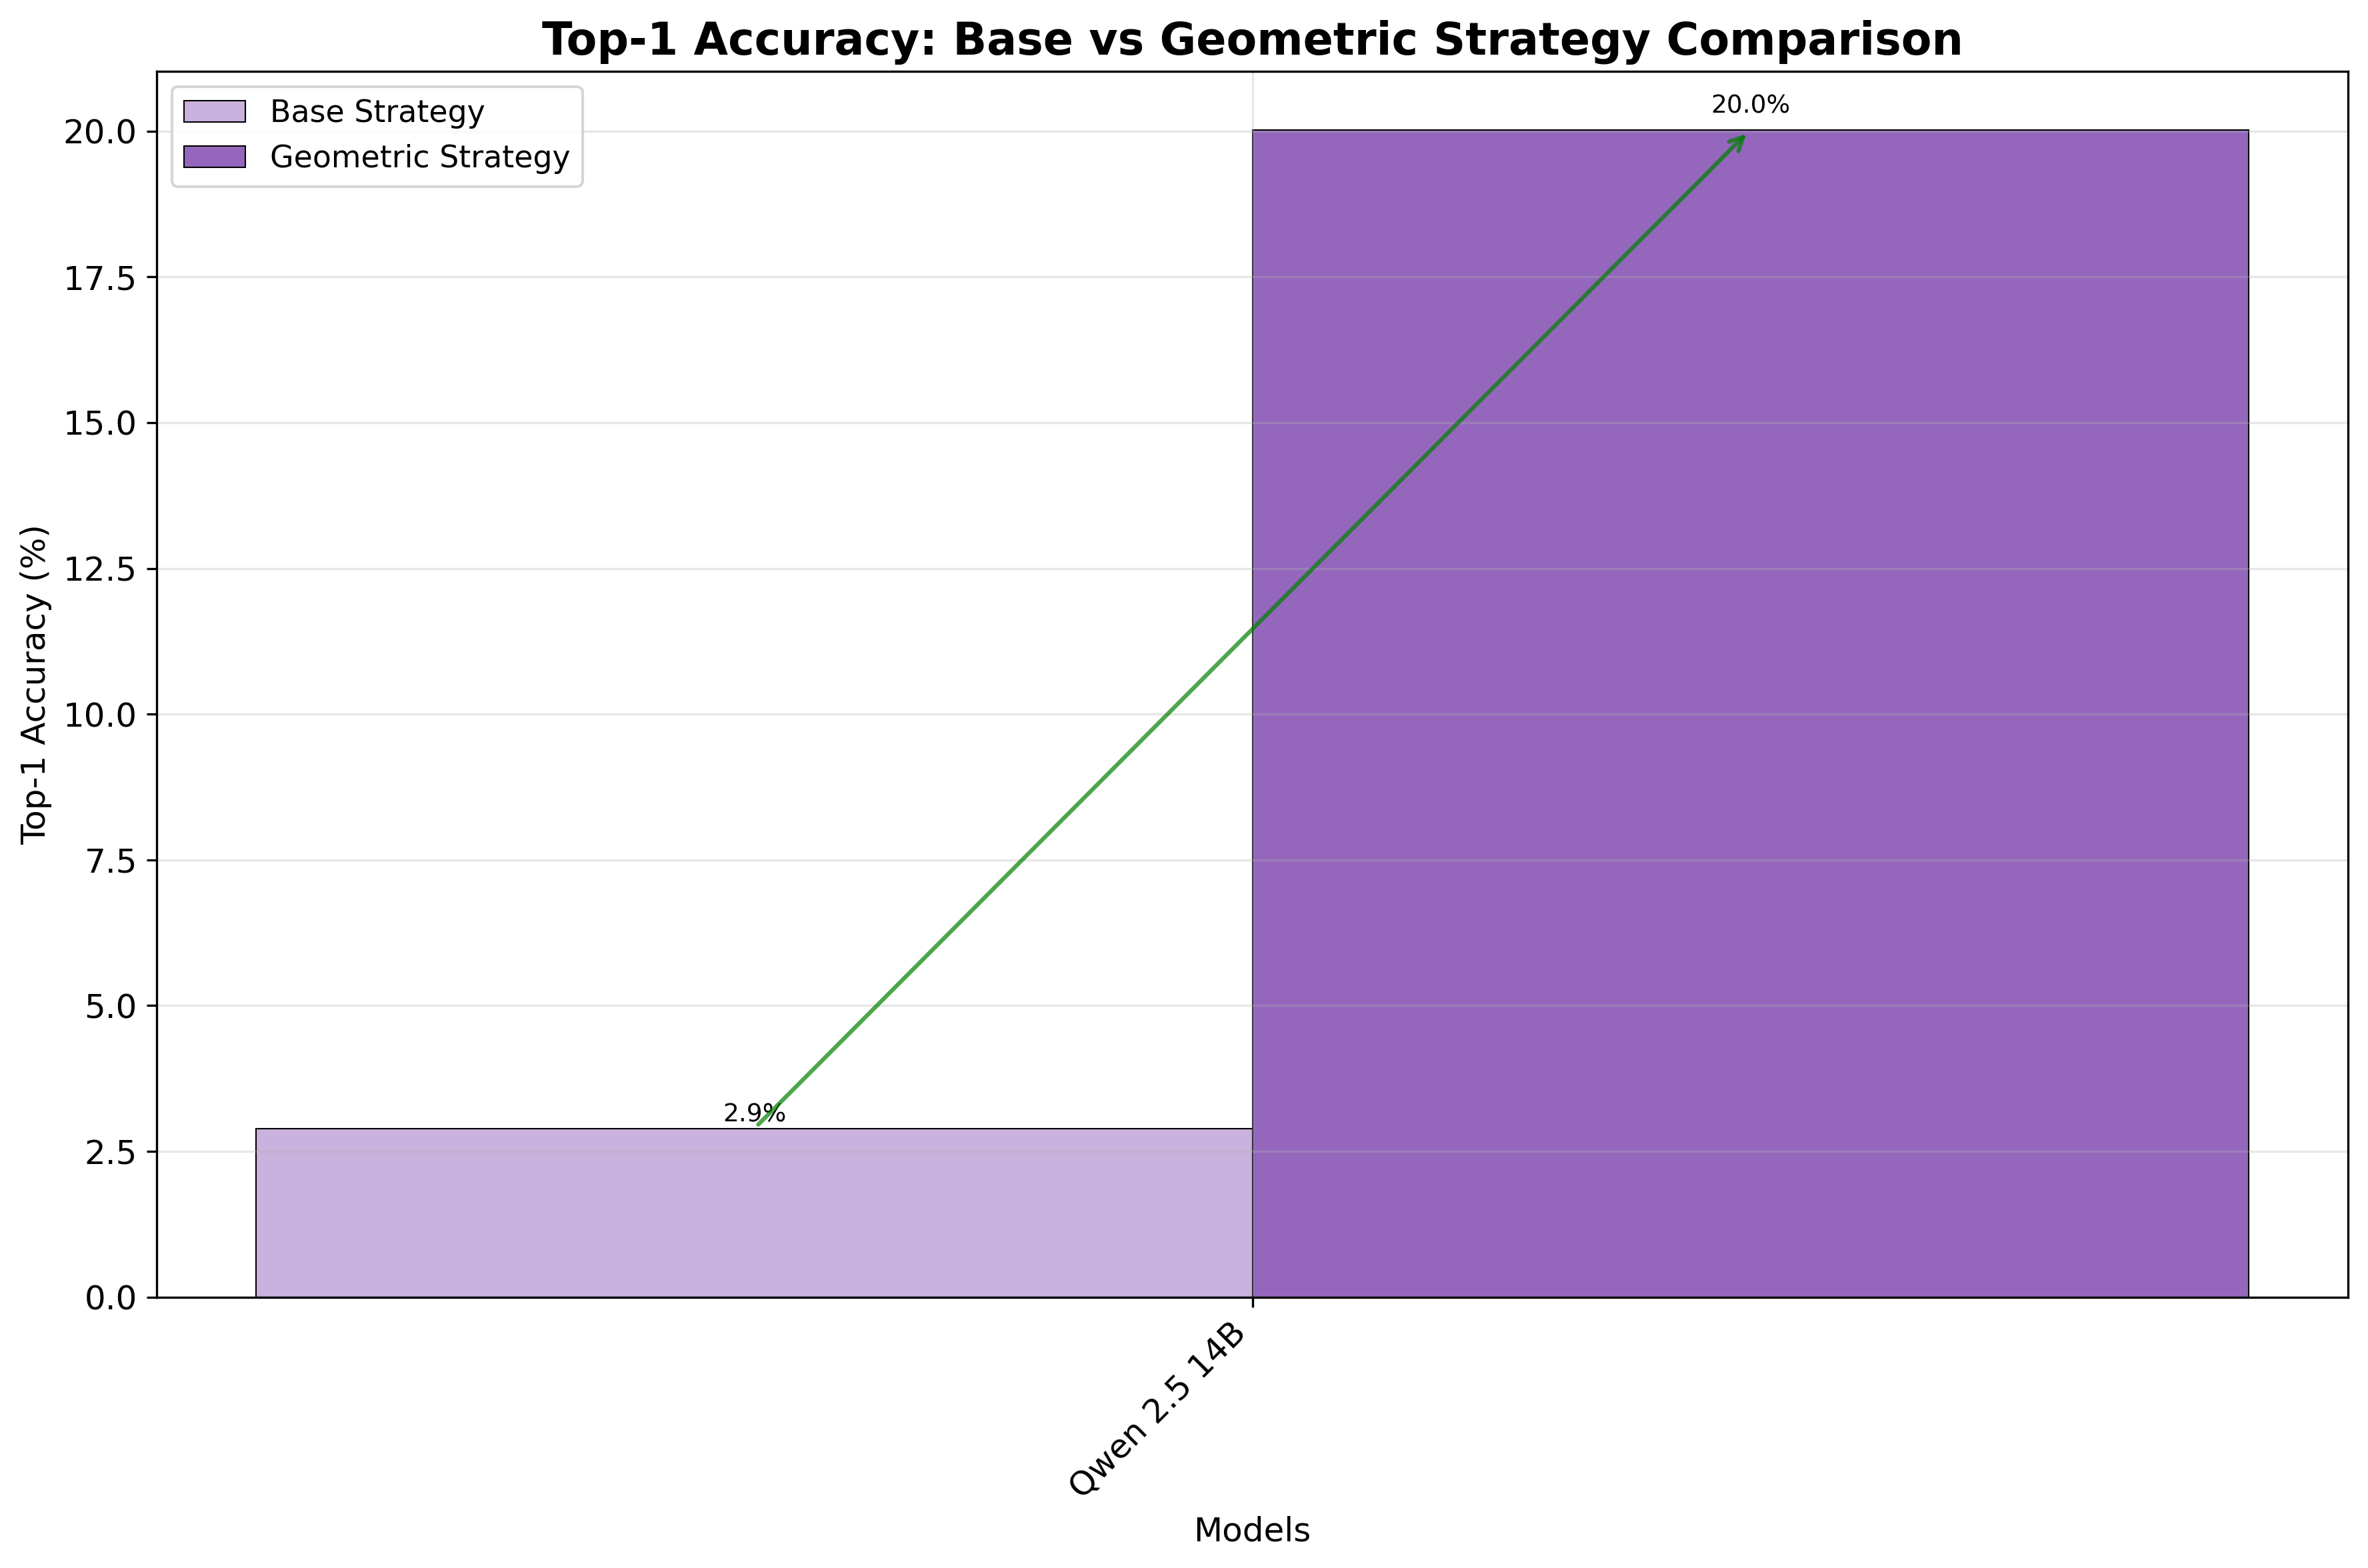 Top-1 Accuracy: Base vs Geometric Strategy Comparison
Base Strategy
Geometric Strategy
20.0%
2.9%
Top-1 Accuracy (%)
20.0
17.5
15.0
12.5
10.0
7.5
5.0
2.5
0.0
Qwen 2.5 14B
Models